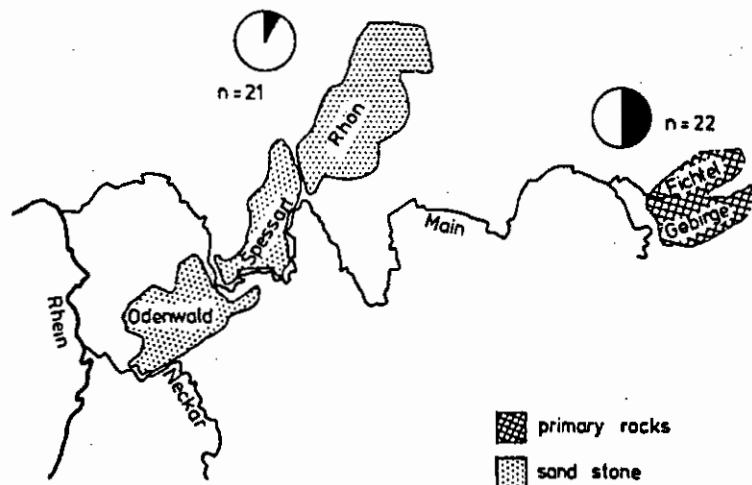 n=21
Rhön
n=22
Fichtel
Gebirge
Spessart
Main
Rhein
Odenwald
Neckar
primary rocks
sand stone